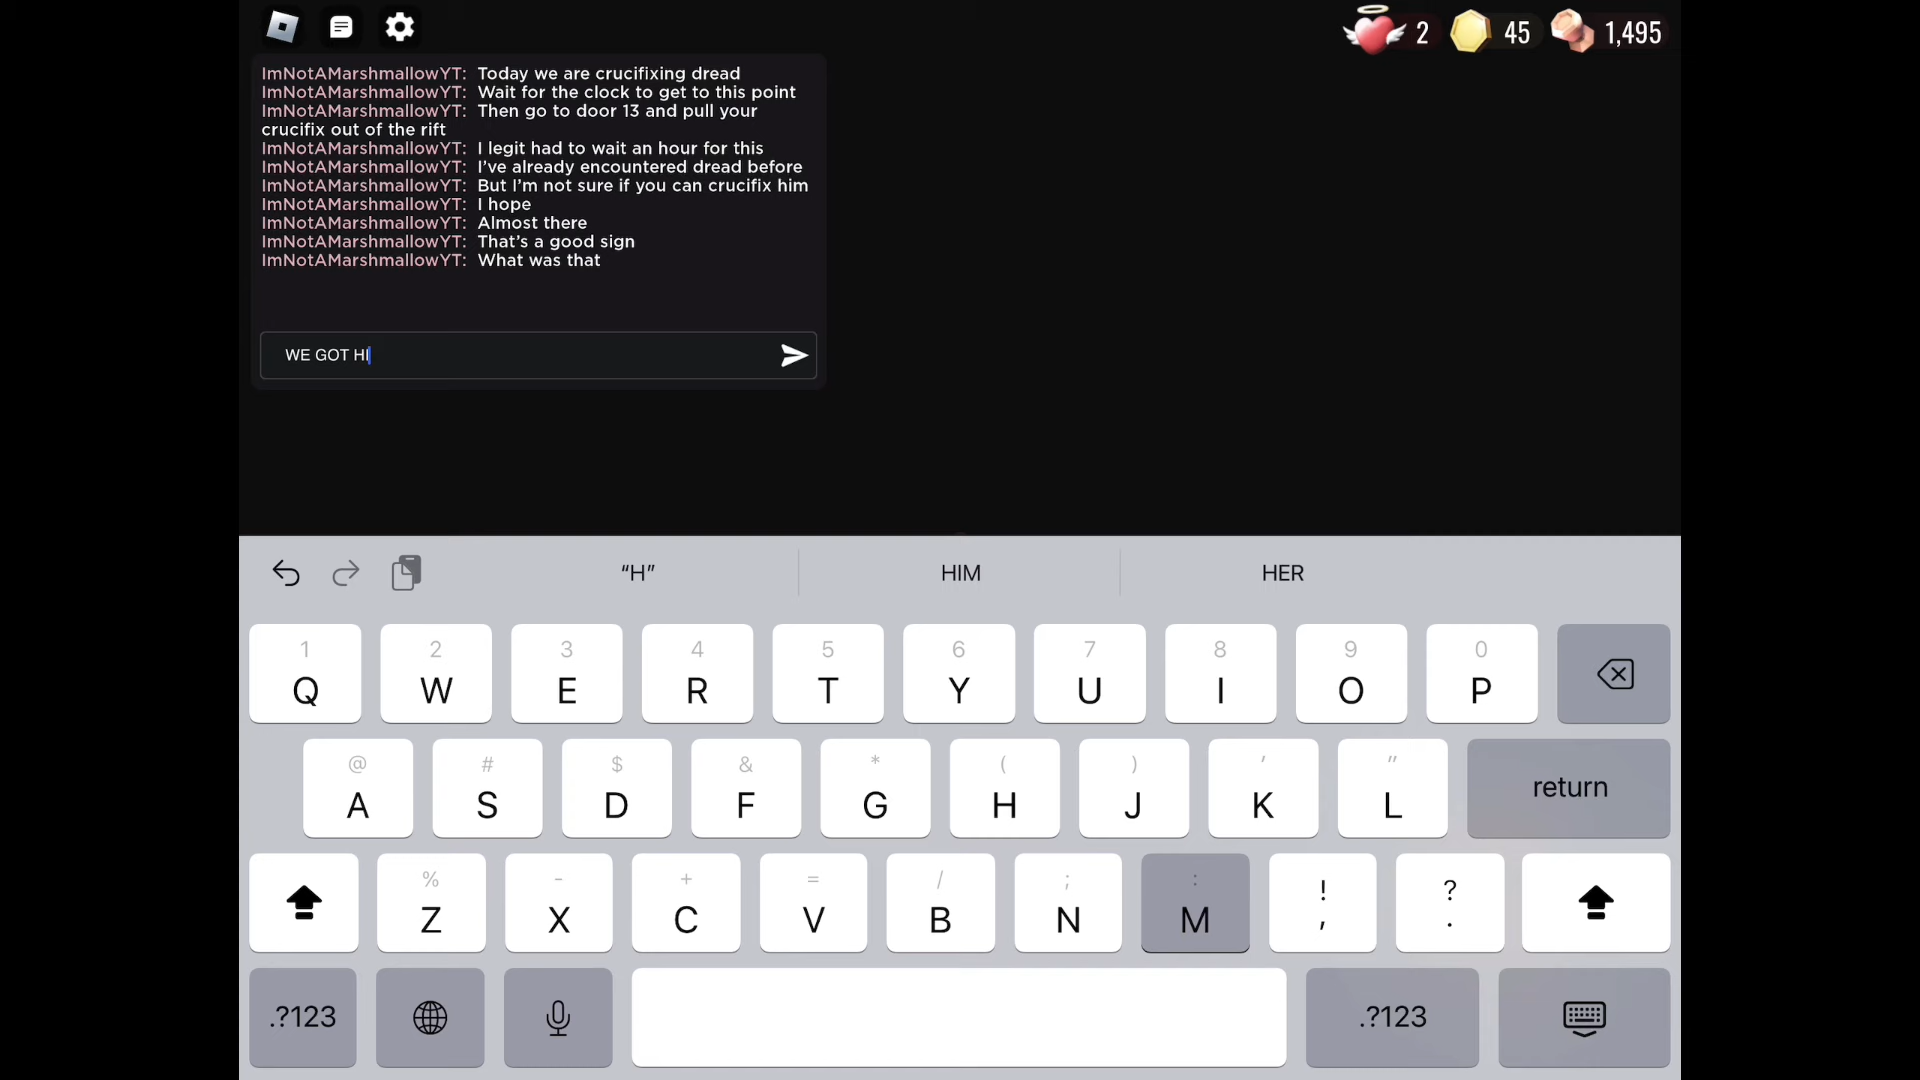 2 45 1,495
ImNotAMarshmallowYT: Today we are crucifixing dread
ImNotAMarshmallowYT: Wait for the clock to get to this point
ImNotAMarshmallowYT: Then go to door 13 and pull your
crucifix out of the rift
ImNotAMarshmallowYT: I legit had to wait an hour for this
ImNotAMarshmallowYT: I’ve already encountered dread before
ImNotAMarshmallowYT: But I’m not sure if you can crucifix him
ImNotAMarshmallowYT: I hope
ImNotAMarshmallowYT: Almost there
ImNotAMarshmallowYT: That’s a good sign
ImNotAMarshmallowYT: What was that
WE GOT HI
“H” HIM HER
1 2 3 4 5 6 7 8 9 0
Q W E R T Y U I O P
@ # $ & * ( ) ' "
A S D F G H J K L return
% - + = / ; : ! ?
Z X C V B N M , .
.?123 .?123